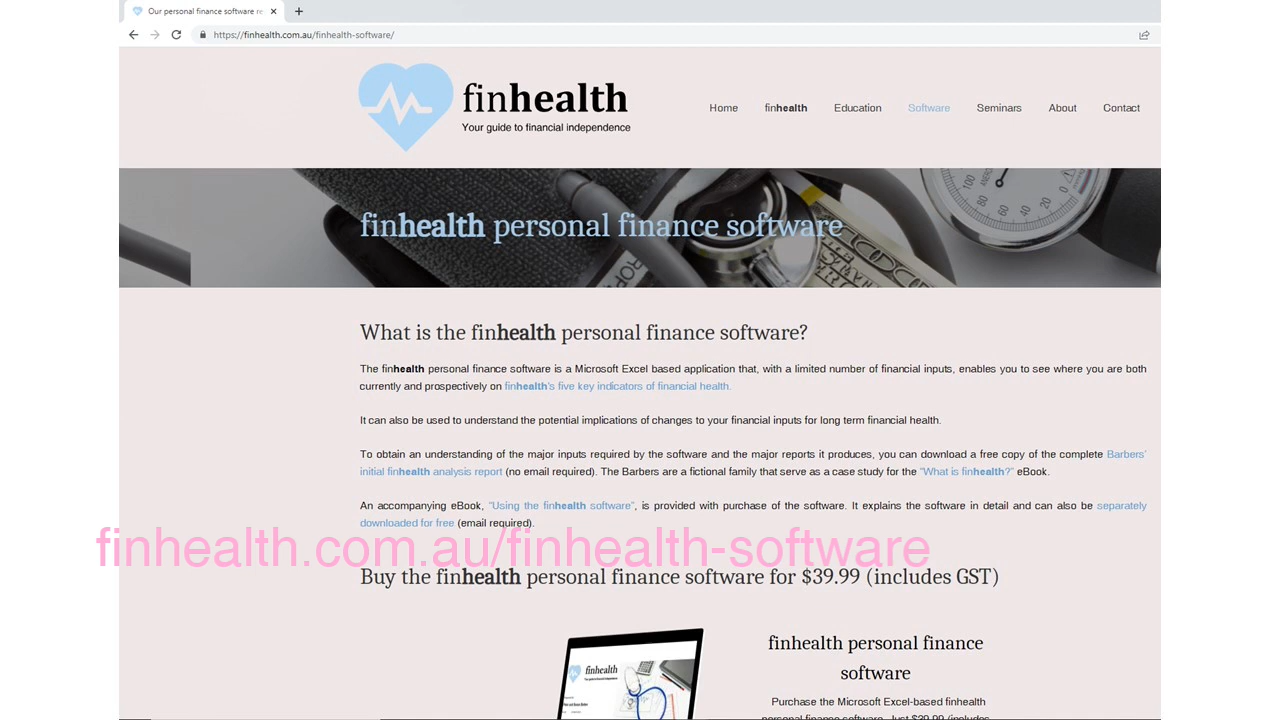 Our personal finance software re
https://finhealth.com.au/finhealth-software/
finhealth
Your guide to financial independence
Home finhealth Education Software Seminars About Contact
finhealth personal finance software
What is the finhealth personal finance software?
The finhealth personal finance software is a Microsoft Excel based application that, with a limited number of financial inputs, enables you to see where you are both
currently and prospectively on finhealth's five key indicators of financial health.
It can also be used to understand the potential implications of changes to your financial inputs for long term financial health.
To obtain an understanding of the major inputs required by the software and the major reports it produces, you can download a free copy of the complete Barbers'
initial finhealth analysis report (no email required). The Barbers are a fictional family that serve as a case study for the "What is finhealth?" eBook.
An accompanying eBook, "Using the finhealth software", is provided with purchase of the software. It explains the software in detail and can also be separately
downloaded for free (email required).
finhealth.com.au/finhealth-software
Buy the finhealth personal finance software for $39.99 (includes GST)
finhealth
finhealth personal finance
software
Purchase the Microsoft Excel-based finhealth
personal finance software. Just $39.99 (includes